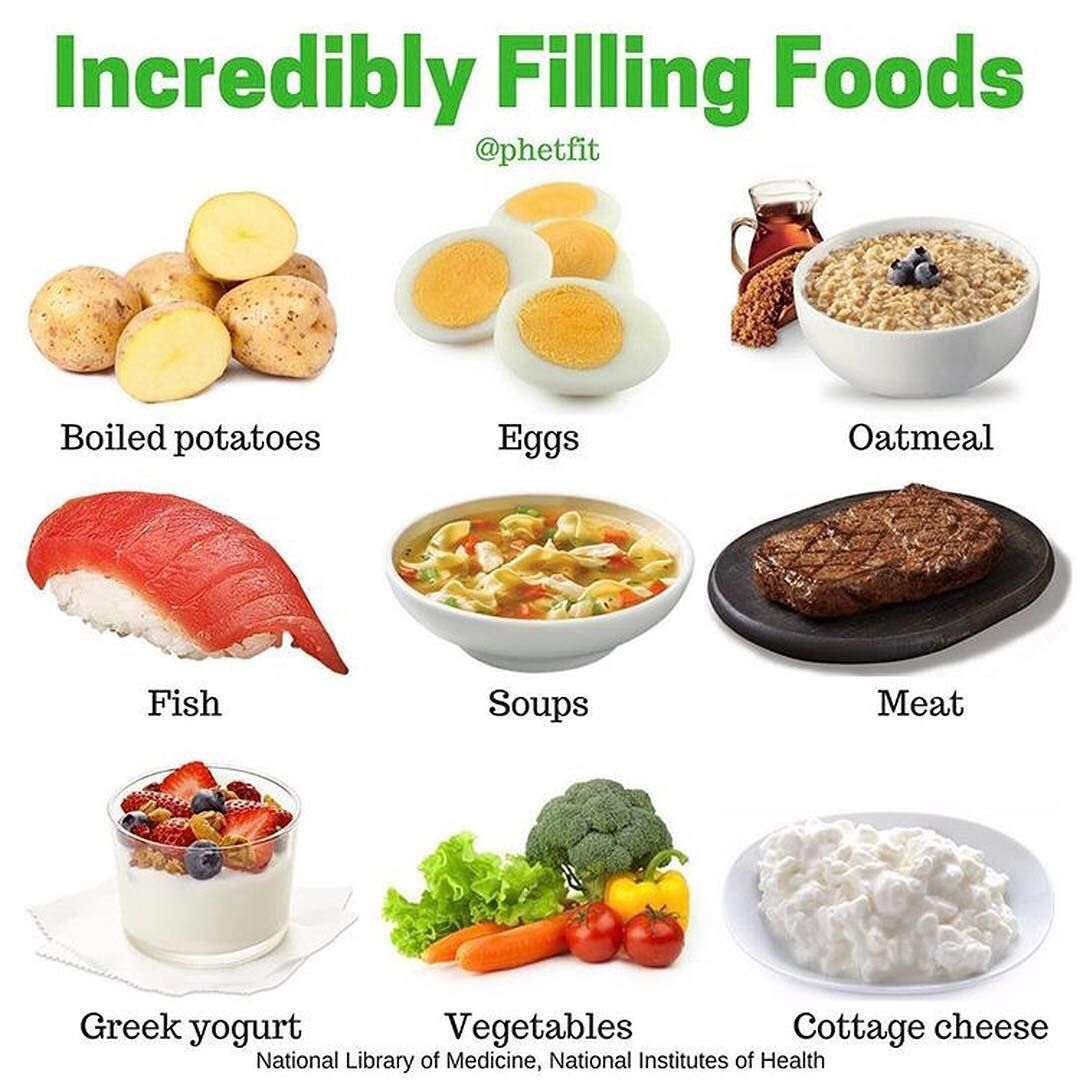 Incredibly Filling Foods
@phetfit
Boiled potatoes
Eggs
Oatmeal
Fish
Soups
Meat
Greek yogurt
Vegetables
Cottage cheese
National Library of Medicine, National Institutes of Health